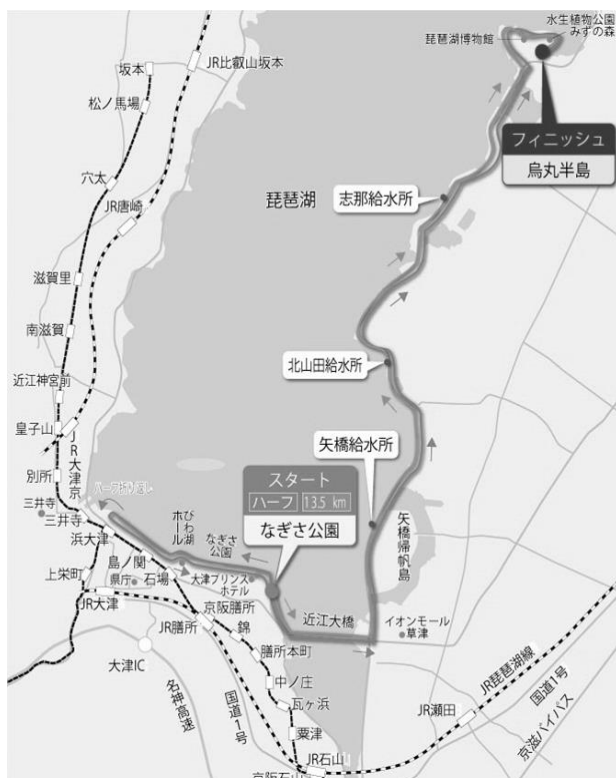 水生植物公園
みずの森
琵琶湖博物館
フィニッシュ
烏丸半島
坂本
JR比叡山坂本
松ノ馬場
穴太
JR唐崎
琵琶湖
志那給水所
滋賀里
南滋賀
近江神宮前
北山田給水所
皇子山
JR大津京
別所
矢橋給水所
スタート
ハーフ
13.5 km
なぎさ公園
三井寺
三井寺
浜大津
びわ湖
ホール
なぎさ
公園
矢橋帰帆島
島ノ関
県庁
石場
大津プリンス
ホテル
上栄町
JR大津
京阪膳所
近江大橋
イオンモール
草津
JR膳所
錦
膳所本町
大津IC
中ノ庄
名神高速
国道1号
瓦ヶ浜
粟津
JR瀬田
JR琵琶湖線
国道1号
京滋バイパス
JR石山
京阪石山